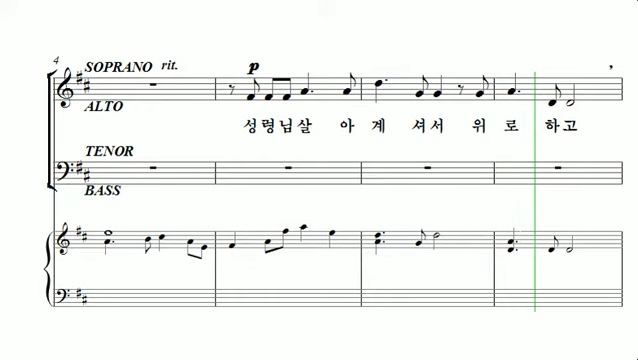 4
SOPRANO rit.
p
ALTO
성령님살 아 계 셔서 위 로 하고
TENOR
BASS